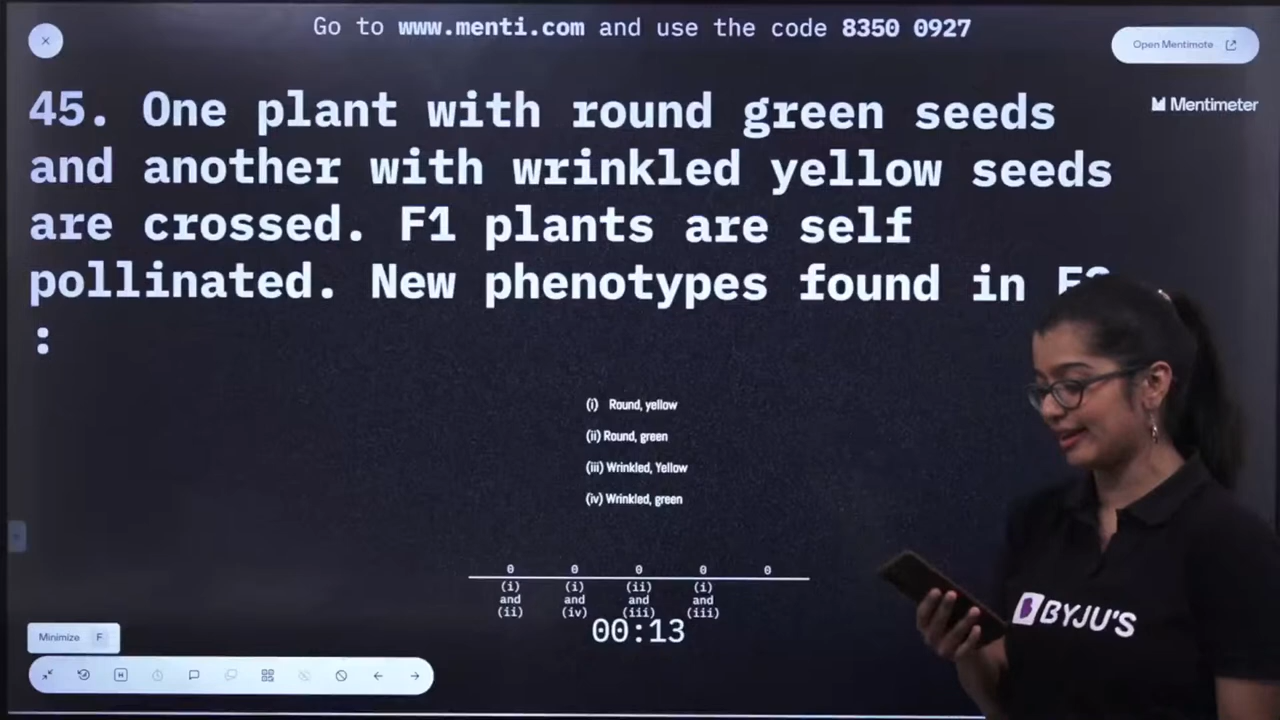 Go to www.menti.com and use the code 8350 0927
Open Mentimote
Mentimeter
45. One plant with round green seeds
and another with wrinkled yellow seeds
are crossed. F1 plants are self
pollinated. New phenotypes found in
:
(i) Round, yellow
(ii) Round, green
(iii) Wrinkled, Yellow
(iv) Wrinkled, green
0 0 0 0 0
(i) (i) (ii) (i)
and and and and
(ii) (iv) (iii) (iii)
00:13
Minimize F
H
BYJU'S